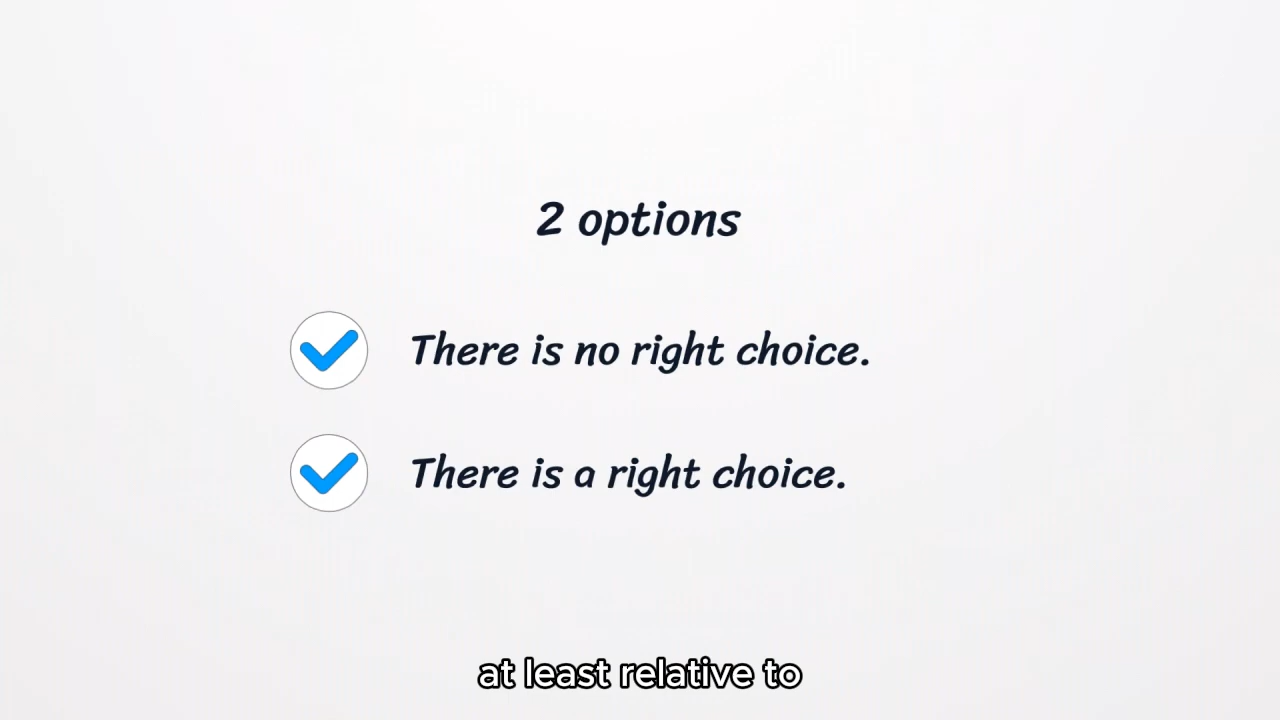 2 options
There is no right choice.
There is a right choice.
at least relative to